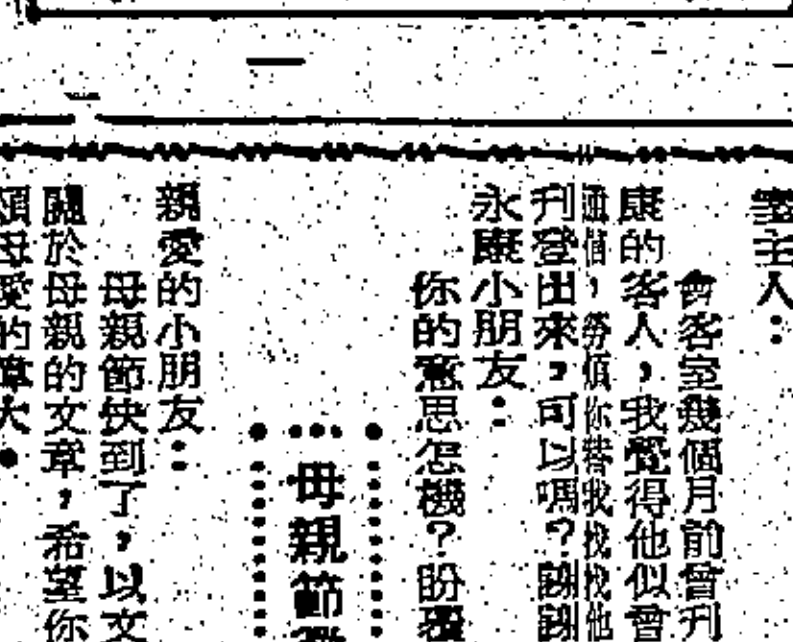 室主人：
會客室幾個月前曾刊
康的客人，我覺得他似曾
通信，勞煩你替我找找他
刊登出來，可以嗎？謝謝
永康小朋友：
你的意思怎樣？盼覆
母親節
親愛的小朋友：
母親節快到了，以文
關於母親的文章，希望你
頌母愛的偉大。